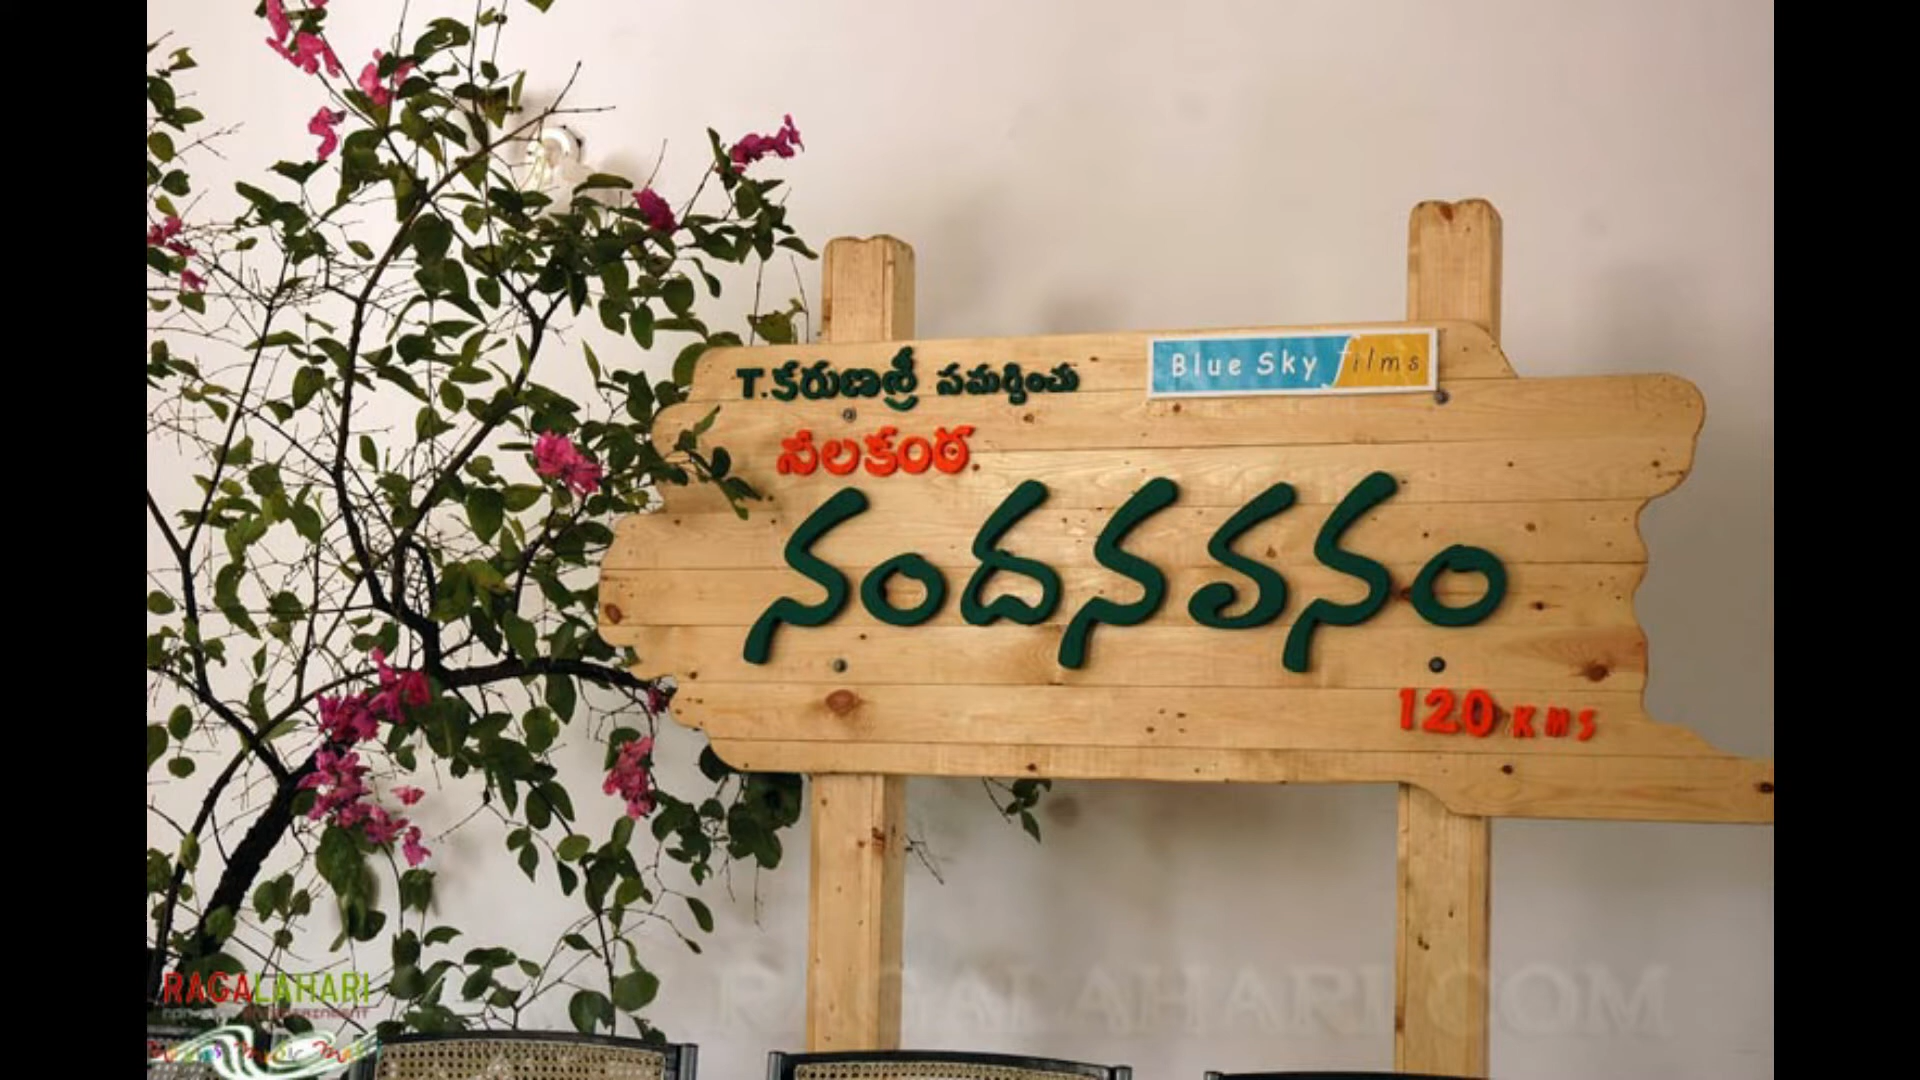 T. కరుణశ్రీ సమర్పించు
Blue Sky films
నీలకంఠ
నందనవనం
120 KMS
RAGALAHARI
RAGALAHARI.COM